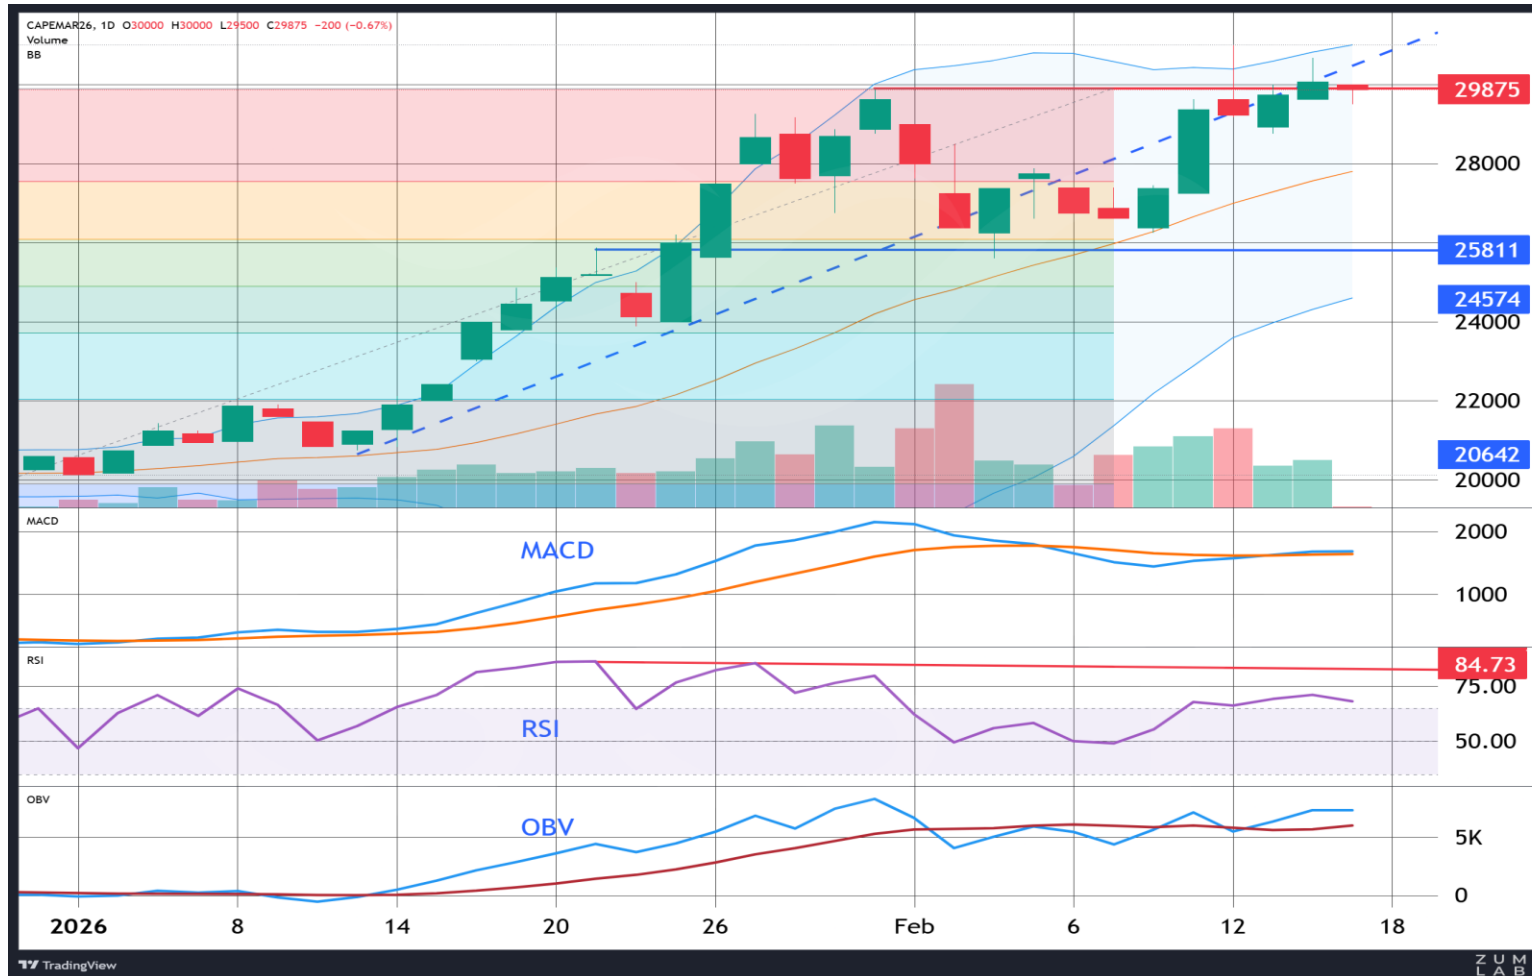 CAPEMAR26, 1D O30000 H30000 L29500 C29875 −200 (−0.67%)
Volume
BB
29875
28000
25811
24574
24000
22000
20642
20000
MACD
MACD
2000
1000
RSI
RSI
84.73
75.00
50.00
OBV
OBV
5K
0
2026 8 14 20 26 Feb 6 12 18
TradingView
ZUM
LAB